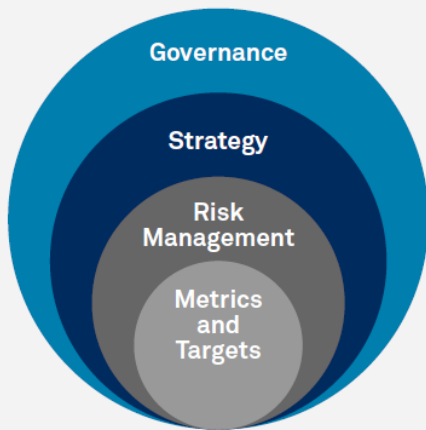 Governance
Strategy
Risk
Management
Metrics
and
Targets